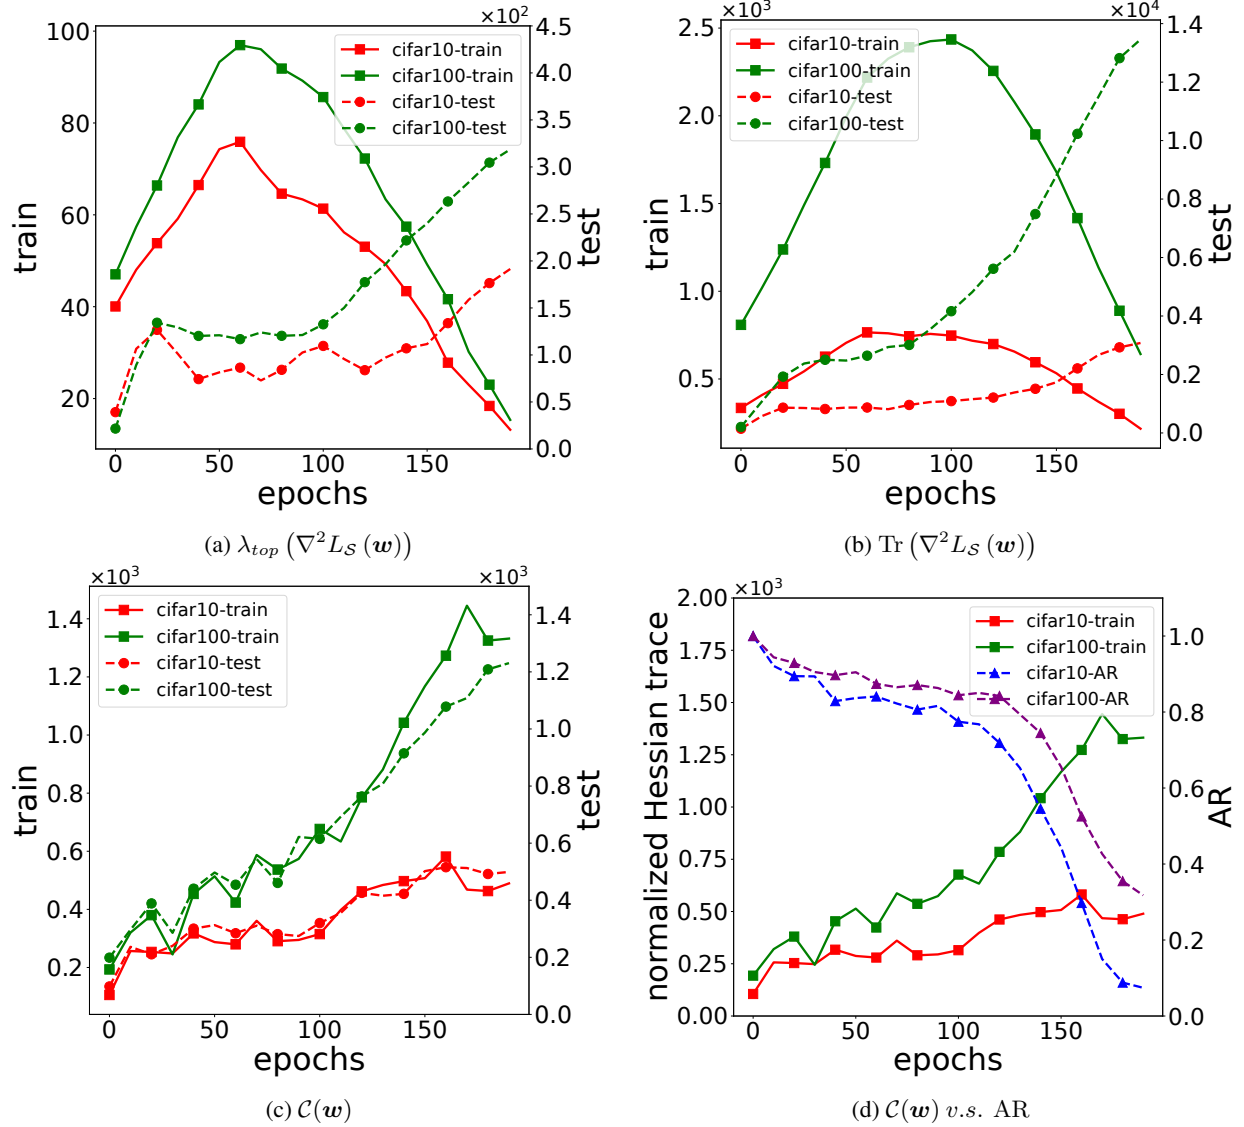 ×10²
100
80
60
40
20
train
4.5
4.0
3.5
3.0
2.5
2.0
1.5
1.0
0.5
0.0
test
cifar10-train
cifar100-train
cifar10-test
cifar100-test
0 50 100 150
epochs
(a) λ_top (∇²L_S (w))
×10³
×10⁴
2.5
2.0
1.5
1.0
0.5
train
1.4
1.2
1.0
0.8
0.6
0.4
0.2
0.0
test
cifar10-train
cifar100-train
cifar10-test
cifar100-test
0 50 100 150
epochs
(b) Tr (∇²L_S (w))
×10³
×10³
1.4
1.2
1.0
0.8
0.6
0.4
0.2
train
1.4
1.2
1.0
0.8
0.6
0.4
0.2
0.0
test
cifar10-train
cifar100-train
cifar10-test
cifar100-test
0 50 100 150
epochs
(c) C(w)
×10³
2.00
1.75
1.50
1.25
1.00
0.75
0.50
0.25
0.00
normalized Hessian trace
1.0
0.8
0.6
0.4
0.2
0.0
AR
cifar10-train
cifar100-train
cifar10-AR
cifar100-AR
0 50 100 150
epochs
(d) C(w) v.s. AR